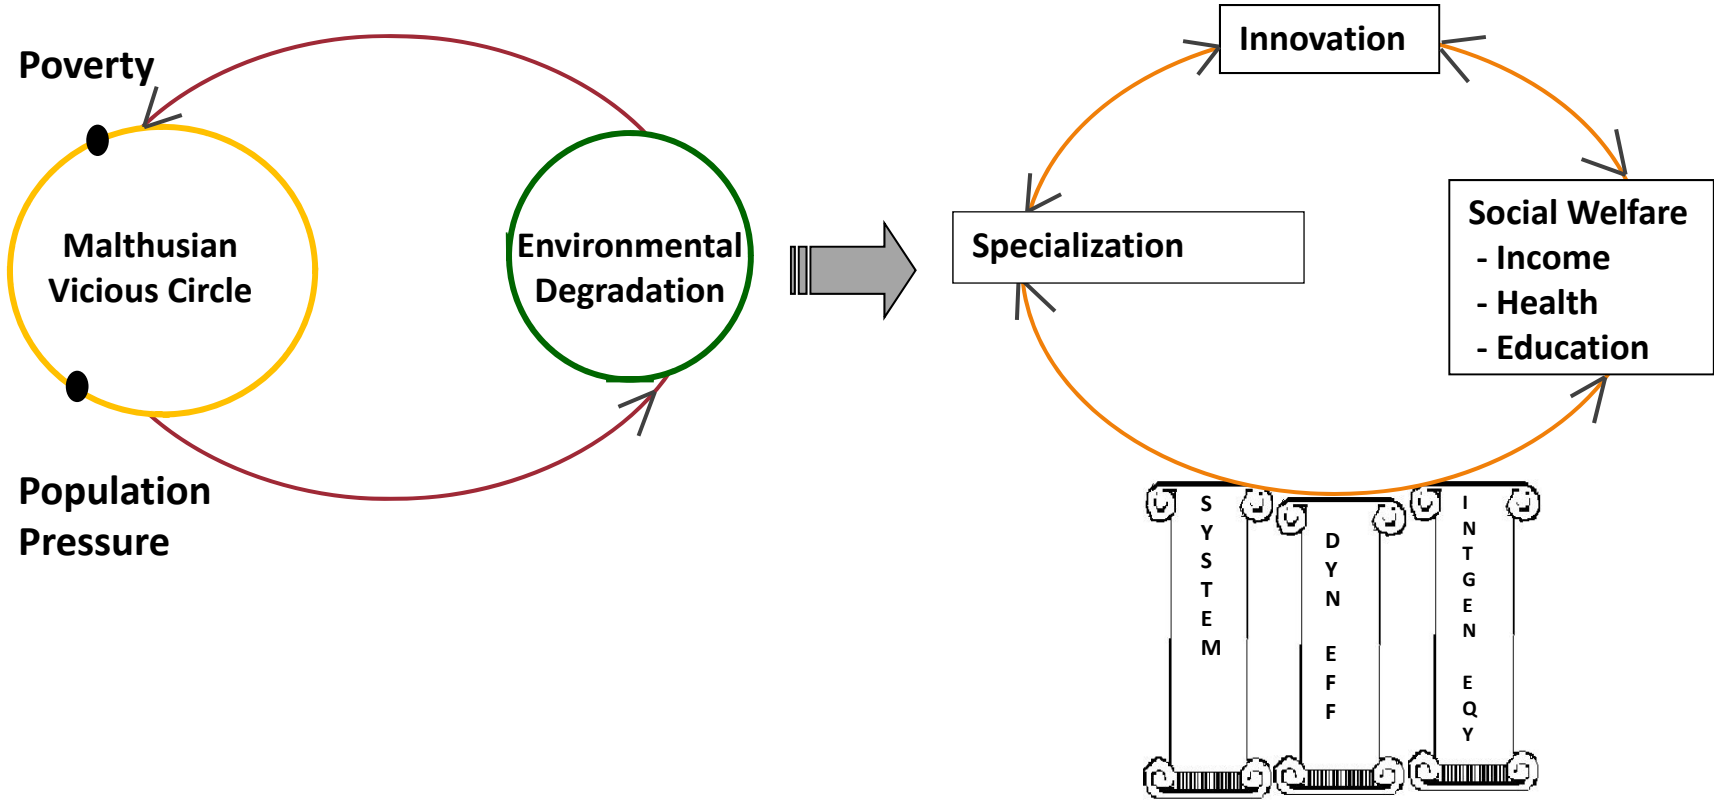 Poverty
Malthusian
Vicious Circle
Population
Pressure
Environmental
Degradation
Innovation
Specialization
Social Welfare
- Income
- Health
- Education
SYSTEM
DYN EFF
INTGEN EQY